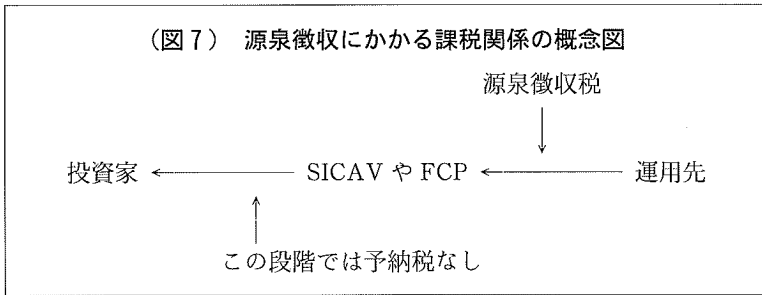 (図7) 源泉徴収にかかる課税関係の概念図
源泉徴収税
投資家 ← SICAV や FCP ← 運用先
この段階では予納税なし